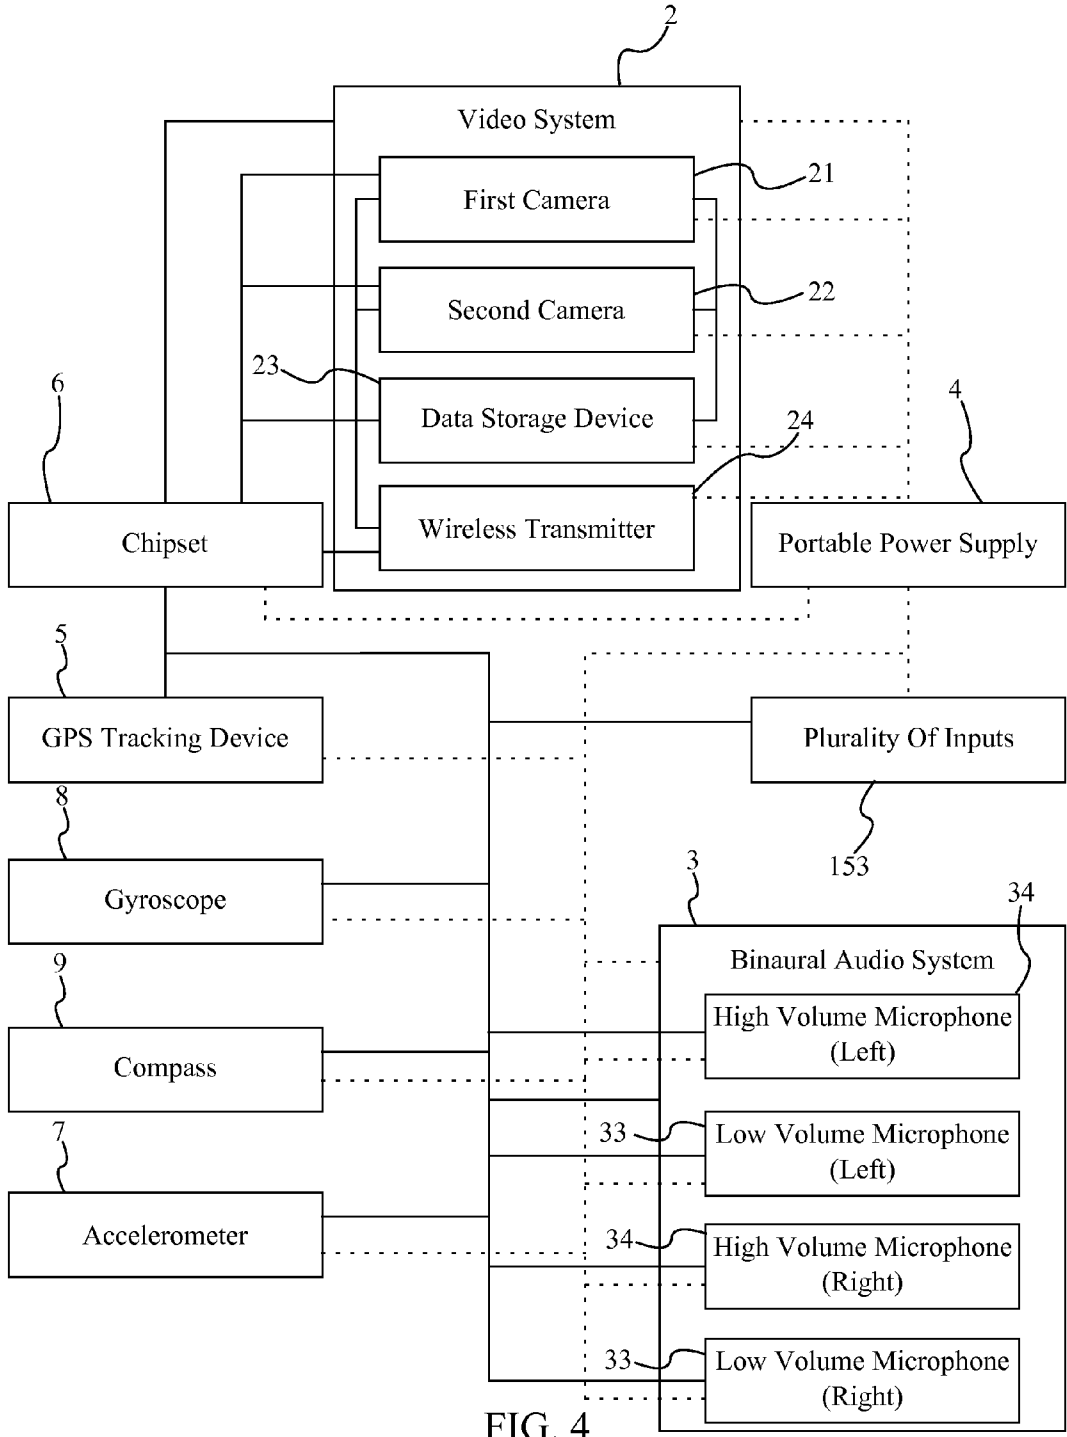 2
Video System
21
First Camera
22
Second Camera
23
Data Storage Device
24
Wireless Transmitter
6
Chipset
4
Portable Power Supply
5
GPS Tracking Device
Plurality Of Inputs
153
8
Gyroscope
9
Compass
7
Accelerometer
3
34
Binaural Audio System
High Volume Microphone
(Left)
33
Low Volume Microphone
(Left)
34
High Volume Microphone
(Right)
33
Low Volume Microphone
(Right)
FIG. 4